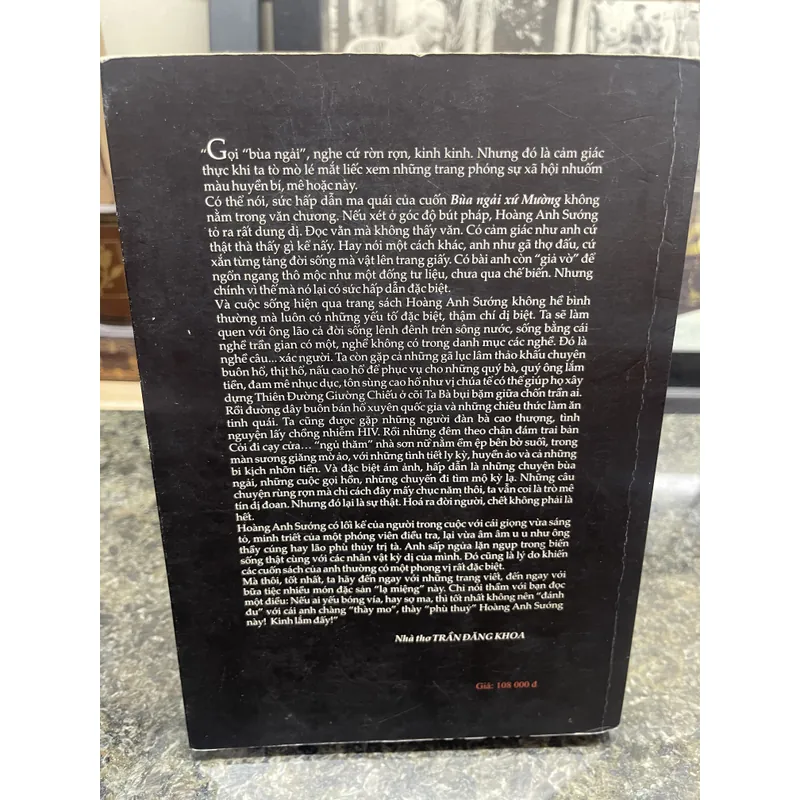 “Gọi “bùa ngải”, nghe cứ ròn rợn, kinh kinh. Nhưng đó là cảm giác
thực khi ta tò mò lé mắt liếc xem những trang phóng sự xã hội nhuốm
màu huyền bí, mê hoặc này.
Có thể nói, sức hấp dẫn ma quái của cuốn Bùa ngải xứ Mường không
nằm trong văn chương. Nếu xét ở góc độ bút pháp, Hoàng Anh Sướng
tỏ ra rất dung dị. Đọc văn mà không thấy văn. Có cảm giác như anh cứ
thật thà thấy gì kể nấy. Hay nói một cách khác, anh như gã thợ đấu, cứ
xắn từng tảng đời sống mà vật lên trang giấy. Có bài anh còn “giả vờ” để
ngổn ngang thô mộc như một đống tư liệu, chưa qua chế biến. Nhưng
chính vì thế mà nó lại có sức hấp dẫn đặc biệt.
Và cuộc sống hiện qua trang sách Hoàng Anh Sướng không hề bình
thường mà luôn có những yếu tố đặc biệt, thậm chí dị biệt. Ta sẽ làm
quen với ông lão cả đời sống lênh đênh trên sông nước, sống bằng cái
nghề trần gian có một, nghề không có trong danh mục các nghề. Đó là
nghề câu... xác người. Ta còn gặp cả những gã lục lâm thảo khấu chuyên
buôn hổ, thịt hổ, nấu cao hổ để phục vụ cho những quý bà, quý ông lắm
tiền, đam mê nhục dục, tôn sùng cao hổ như vị chúa tể có thể giúp họ xây
dựng Thiên Đường Giường Chiếu ở cõi Ta Bà bụi bặm giữa chốn trần ai.
Rồi đường dây buôn bán hổ xuyên quốc gia và những chiêu thức làm ăn
tinh quái. Ta cũng được gặp những người đàn bà cao thượng, tình
nguyện lấy chồng nhiễm HIV. Rồi những đêm theo chân đám trai bản
Còi đi cạy cửa... “ngủ thăm” nhà sơn nữ nằm ềm ệp bên bờ suối, trong
màn sương giăng mờ ảo, với những tình tiết ly kỳ, huyền ảo và cả những
bi kịch nhỡn tiền. Và đặc biệt ám ảnh, hấp dẫn là những chuyện bùa
ngải, những cuộc gọi hồn, những chuyến đi tìm mộ kỳ lạ. Những câu
chuyện rùng rợn mà chỉ cách đây mấy chục năm thôi, ta vẫn coi là trò mê
tín dị đoan. Nhưng đó lại là sự thật. Hoá ra đời người, chết không phải là
hết.
Hoàng Anh Sướng có lối kể của người trong cuộc với cái giọng vừa sáng
tỏ, minh triết của một phóng viên điều tra, lại vừa âm âm u u như ông
thầy cúng hay lão phù thủy trị tà. Anh sấp ngửa lặn ngụp trong biển
sống thật cùng với các nhân vật kỳ dị của mình. Đó cũng là lý do khiến
các cuốn sách của anh thường có một phong vị rất đặc biệt.
Mà thôi, tốt nhất, ta hãy đến ngay với những trang viết, đến ngay với
bữa tiệc nhiều món đặc sản “lạ miệng” này. Chỉ nói thầm với bạn đọc
một điều: Nếu ai yếu bóng vía, hay sợ ma, thì tốt nhất không nên “đánh
đu” với cái anh chàng “thày mo”, thày “phù thuỷ” Hoàng Anh Sướng
này! Kinh lắm đấy!”
Nhà thơ TRẦN ĐĂNG KHOA
Giá: 108 000 đ